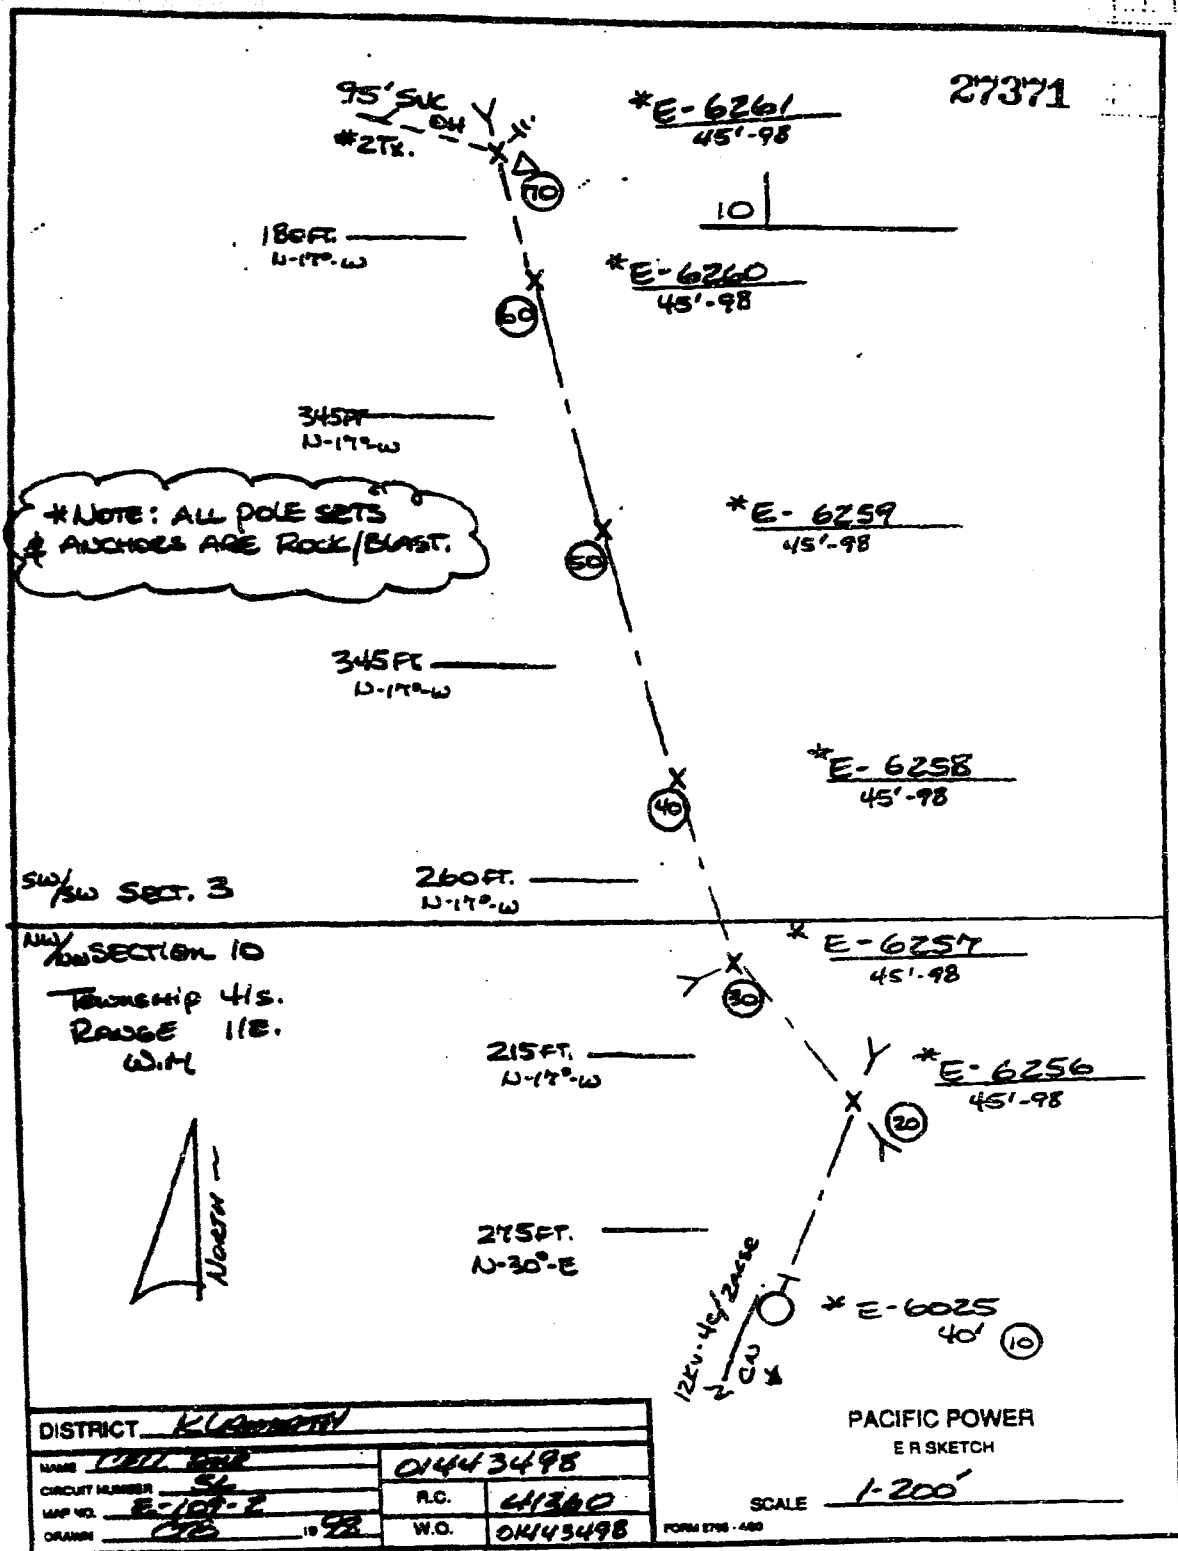 27371
95' SVC
OH
#2Tx.
*E-6261
45'-98
70
10
180FT.
N-17°-W
*E-6260
45'-98
60
345FT
N-17°-W
*NOTE: ALL POLE SETS
& ANCHORS ARE ROCK/BLAST.
*E-6259
45'-98
50
345FT
N-17°-W
*E-6258
45'-98
40
SW/SW SECT. 3
260FT.
N-17°-W
SECTION 10
*E-6257
45'-98
30
TOWNSHIP 41S.
RANGE 11E.
W.M
215FT.
N-17°-W
*E-6256
45'-98
20
NORTH
275FT.
N-30°-E
*E-6025
40'
10
DISTRICT KLAMATH
NAME
CIRCUIT NUMBER 5L
MAP NO. E-109-2
DRAWN 19 98
01443498
R.C. 41360
W.O. 01443498
PACIFIC POWER
E R SKETCH
SCALE 1-200'